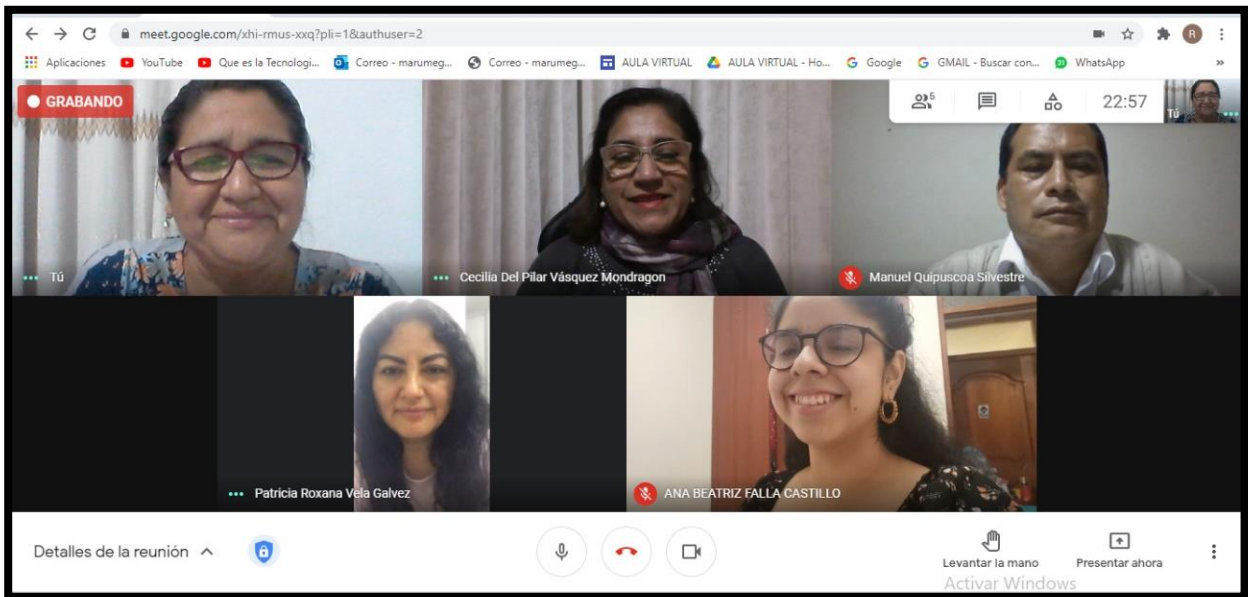 meet.google.com/xhi-rmus-xxq?pli=1&authuser=2
R
Aplicaciones YouTube Que es la Tecnologi... Correo - marumeg... Correo - marumeg... AULA VIRTUAL AULA VIRTUAL - Ho... Google GMAIL - Buscar con... WhatsApp »
GRABANDO
5 22:57
Tú
Tú Cecilia Del Pilar Vásquez Mondragon Manuel Quipuscoa Silvestre
Patricia Roxana Vela Galvez ANA BEATRIZ FALLA CASTILLO
Detalles de la reunión
Levantar la mano Presentar ahora
Activar Windows